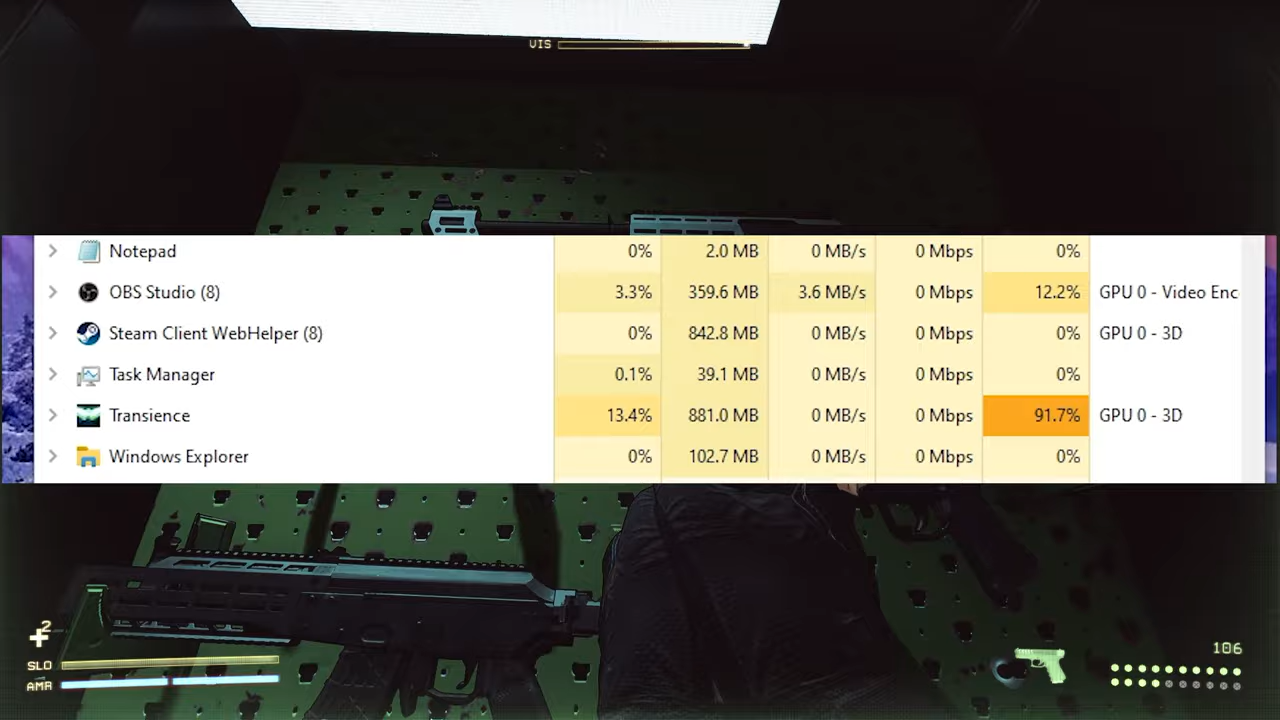 VIS
Notepad 0% 2.0 MB 0 MB/s 0 Mbps 0%
OBS Studio (8) 3.3% 359.6 MB 3.6 MB/s 0 Mbps 12.2% GPU 0 - Video Enc
Steam Client WebHelper (8) 0% 842.8 MB 0 MB/s 0 Mbps 0% GPU 0 - 3D
Task Manager 0.1% 39.1 MB 0 MB/s 0 Mbps 0%
Transience 13.4% 881.0 MB 0 MB/s 0 Mbps 91.7% GPU 0 - 3D
Windows Explorer 0% 102.7 MB 0 MB/s 0 Mbps 0%
2
106
SLO
AMR